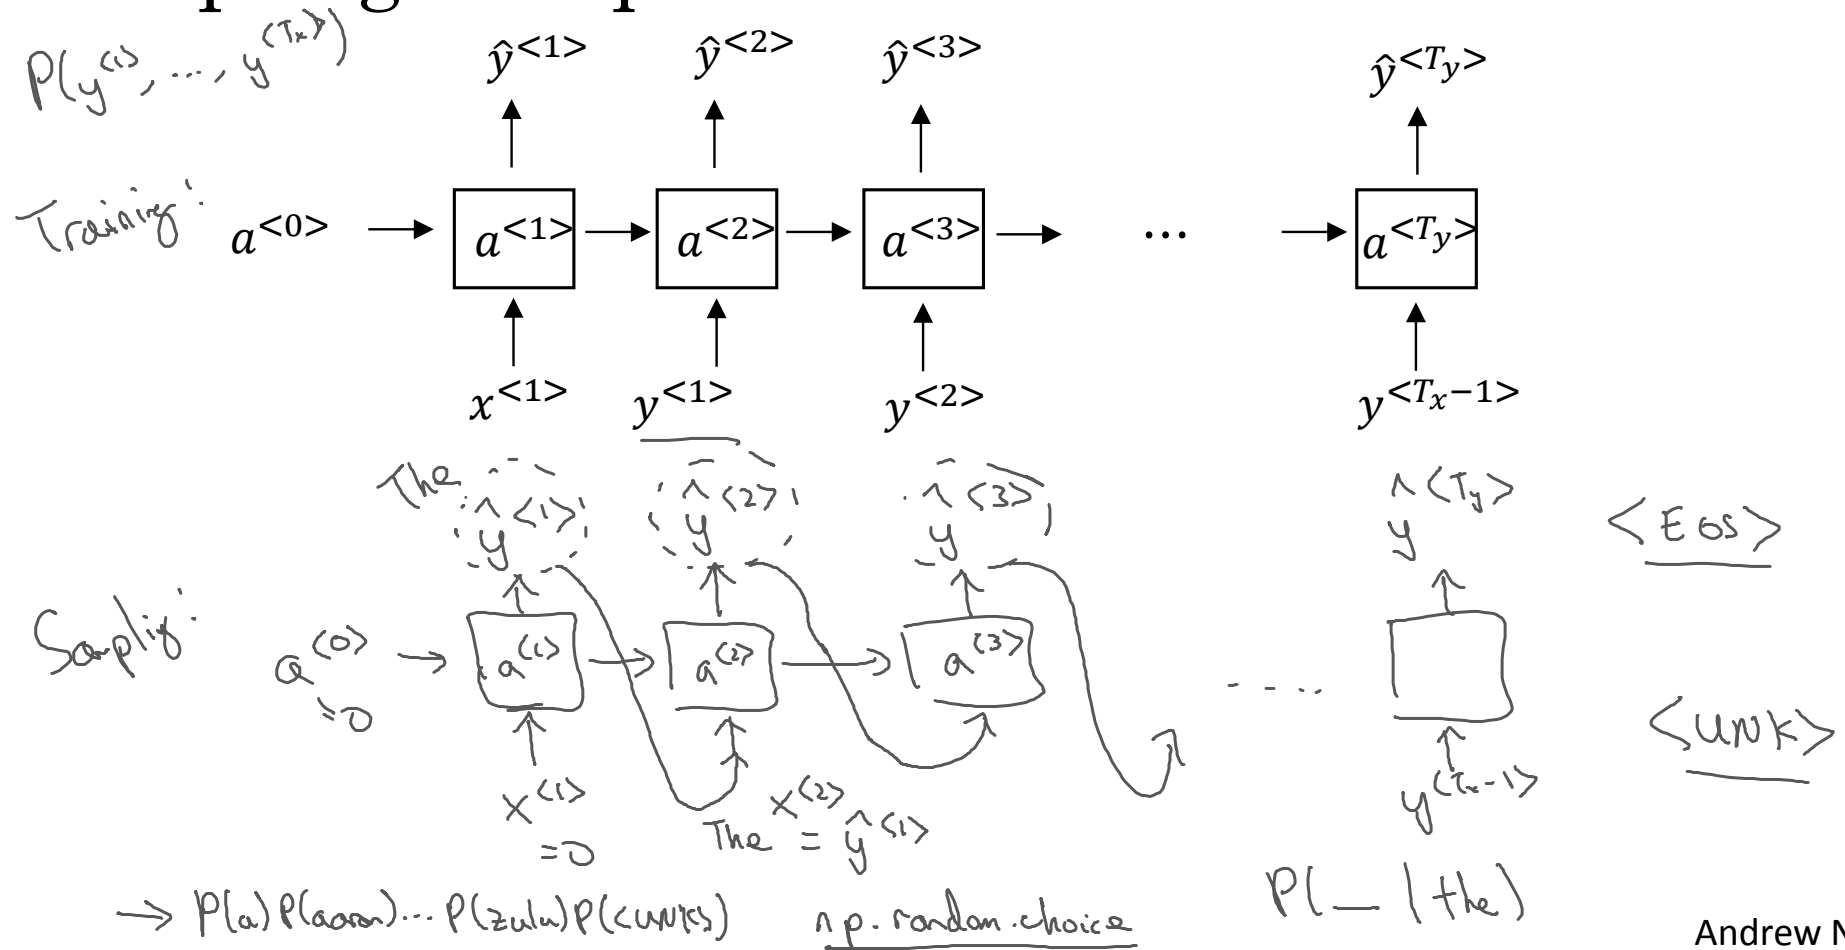 P(y<1>, ..., y<Tx>)
ŷ<1> ŷ<2> ŷ<3> ŷ<Ty>
Training: a<0> a<1> a<2> a<3> ... a<Ty>
x<1> y<1> y<2> y<Tx−1>
The ŷ<1> ŷ<2> ŷ<3> ŷ<Ty> <EOS>
Sampling: a<0> =0 a<1> a<2> a<3> ---- <UNK>
x<1> =0 The x<2> = ŷ<1> y<Tx-1>
→ P(a) P(aaron) ... P(zulu) P(<UNK>) np.random.choice P(__ | the)
Andrew N